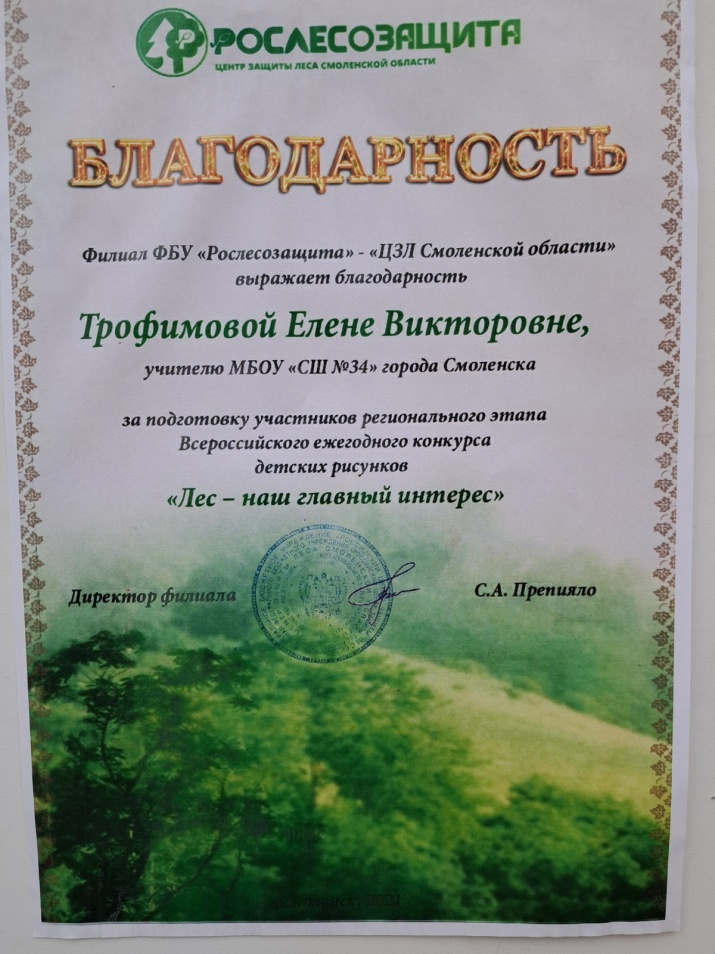 РОСЛЕСОЗАЩИТА
ЦЕНТР ЗАЩИТЫ ЛЕСА СМОЛЕНСКОЙ ОБЛАСТИ
БЛАГОДАРНОСТЬ
Филиал ФБУ «Рослесозащита» - «ЦЗЛ Смоленской области»
выражает благодарность
Трофимовой Елене Викторовне,
учителю МБОУ «СШ №34» города Смоленска
за подготовку участников регионального этапа
Всероссийского ежегодного конкурса
детских рисунков
«Лес – наш главный интерес»
Директор филиала С.А. Препияло
Смоленск, 2021